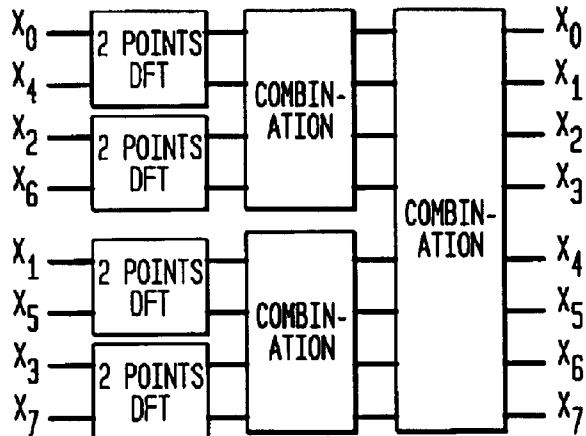 X0
X4
X2
X6
X1
X5
X3
X7
2 POINTS
DFT
2 POINTS
DFT
2 POINTS
DFT
2 POINTS
DFT
COMBIN-
ATION
COMBIN-
ATION
COMBIN-
ATION
X0
X1
X2
X3
X4
X5
X6
X7